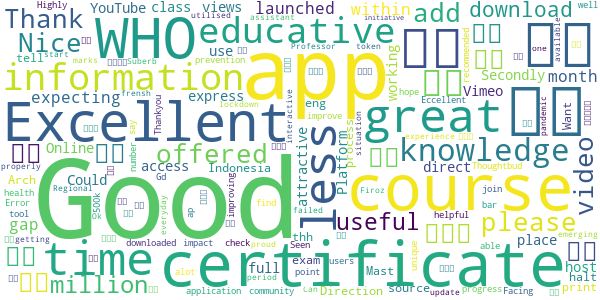 YouTube class views launched within add download Highly well
Thank WHO educative utilised assistant initiative
Nice tell start Suberb use Professor token
information marks prevention app one available
expecting express frensh working Secondly month
Excellent Thankyou lockdown eng improve hope Vimeo Eccellent pandemic Want
say less great knowledge
Online offered interactive attractive process Platform situation experience video
number Could access Indonesia direct
Good course Thoughtbud
Arch properly gap Regional Gd improving thh Firoz join
health Error 500k ap find useful bar please
tool everyday failed helpful able place emerging
getting time certificate unique
downloaded impact check proud Seen users exam Mast source host
million alot full point update progress Facing halt
application community period Can Direction print